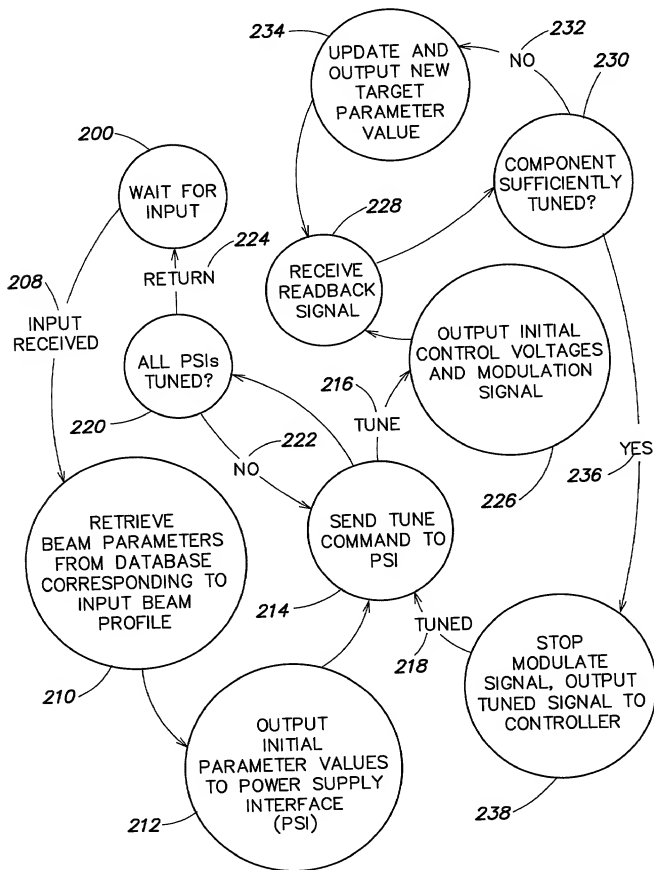 234
UPDATE AND
OUTPUT NEW
TARGET
PARAMETER
VALUE
NO
232
230
COMPONENT
SUFFICIENTLY
TUNED?
200
WAIT FOR
INPUT
224
RETURN
228
RECEIVE
READBACK
SIGNAL
208
INPUT
RECEIVED
ALL PSIs
TUNED?
220
222
NO
216
TUNE
OUTPUT INITIAL
CONTROL VOLTAGES
AND MODULATION
SIGNAL
226
YES
236
RETRIEVE
BEAM PARAMETERS
FROM DATABASE
CORRESPONDING TO
INPUT BEAM
PROFILE
210
SEND TUNE
COMMAND TO
PSI
214
TUNED
218
STOP
MODULATE
SIGNAL, OUTPUT
TUNED SIGNAL TO
CONTROLLER
238
OUTPUT
INITIAL
PARAMETER VALUES
TO POWER SUPPLY
INTERFACE
(PSI)
212